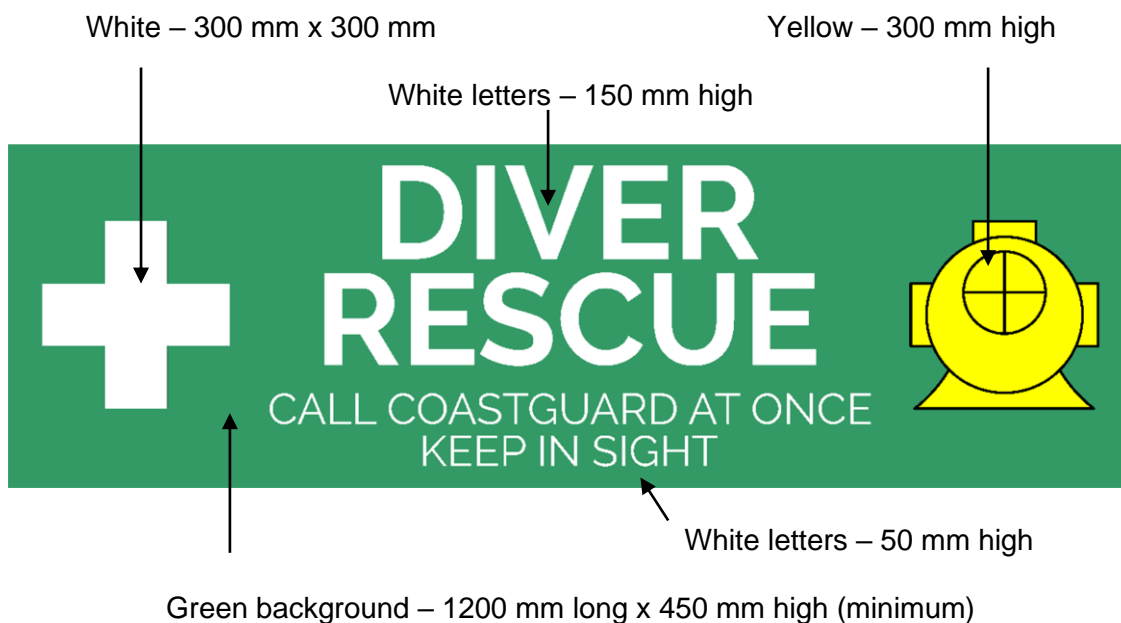 White – 300 mm x 300 mm
Yellow – 300 mm high
White letters – 150 mm high
DIVER
RESCUE
CALL COASTGUARD AT ONCE
KEEP IN SIGHT
White letters – 50 mm high
Green background – 1200 mm long x 450 mm high (minimum)